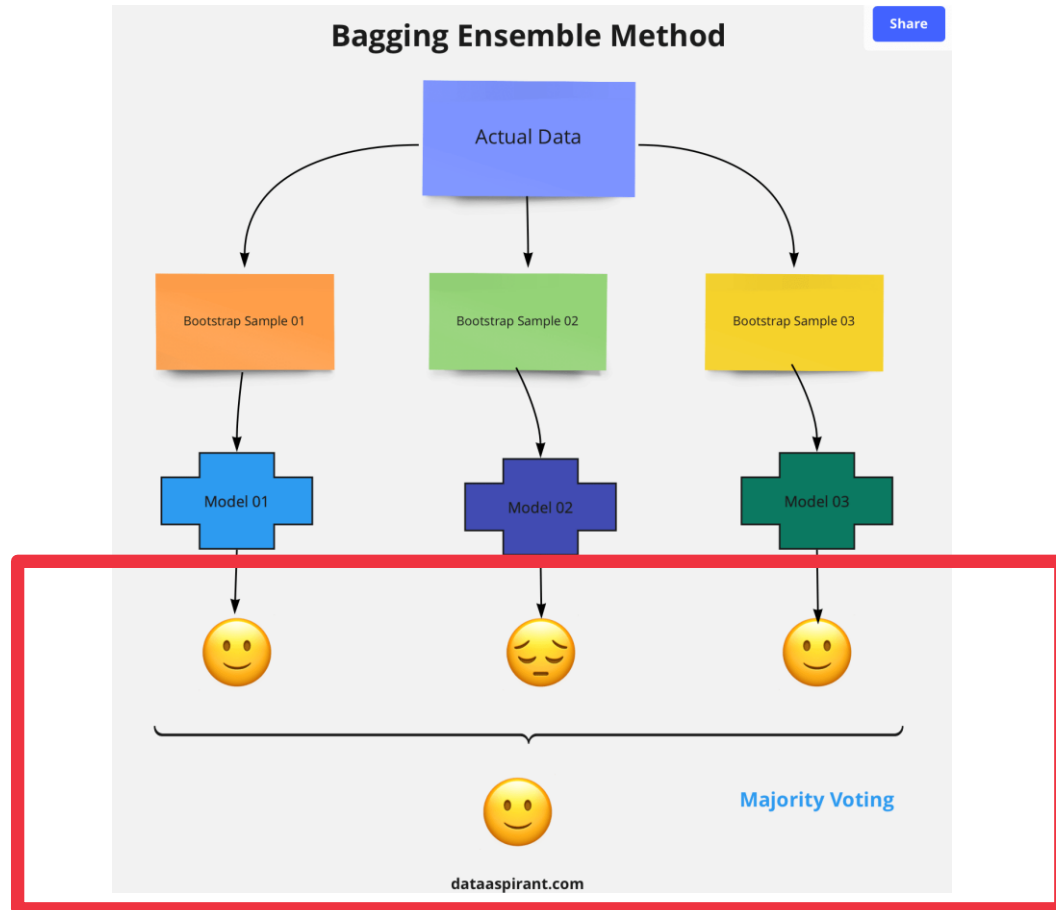 Bagging Ensemble Method
Share
Actual Data
Bootstrap Sample 01
Bootstrap Sample 02
Bootstrap Sample 03
Model 01
Model 02
Model 03
Majority Voting
dataaspirant.com